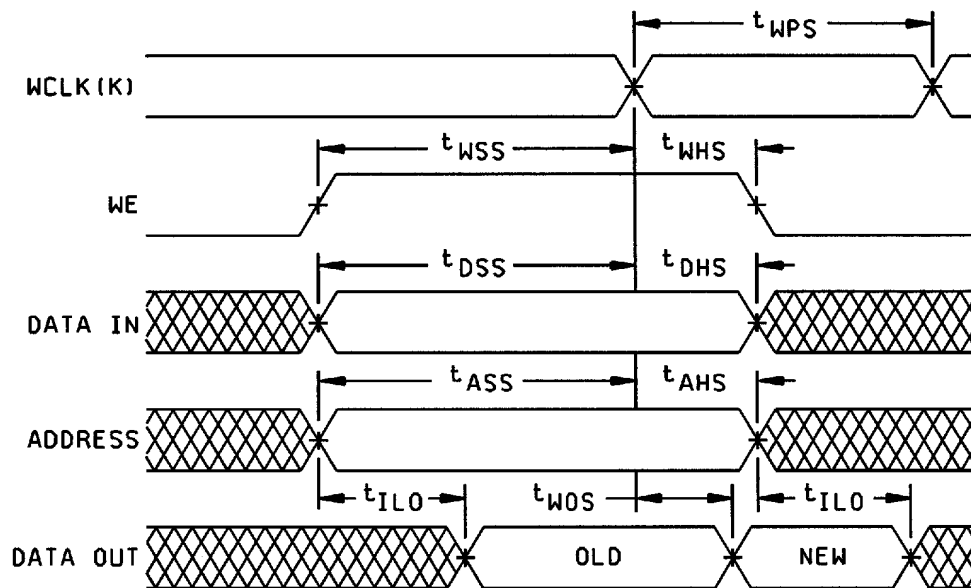 tWPS
WCLK(K)
tWSS tWHS
WE
tDSS tDHS
DATA IN
tASS tAHS
ADDRESS
tILO tWOS tILO
DATA OUT OLD NEW